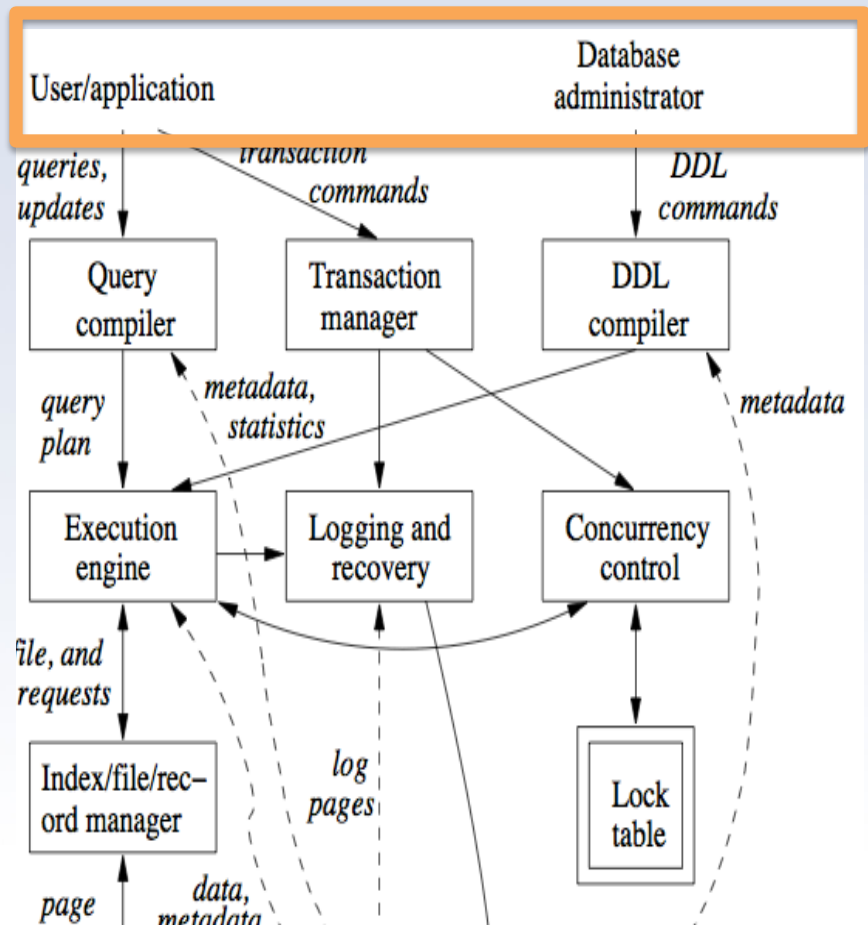 User/application
Database
administrator
queries,
updates
transaction
commands
DDL
commands
Query
compiler
Transaction
manager
DDL
compiler
query
plan
metadata,
statistics
metadata
Execution
engine
Logging and
recovery
Concurrency
control
file, and
requests
Index/file/rec–
ord manager
log
pages
Lock
table
page
data,
metadata